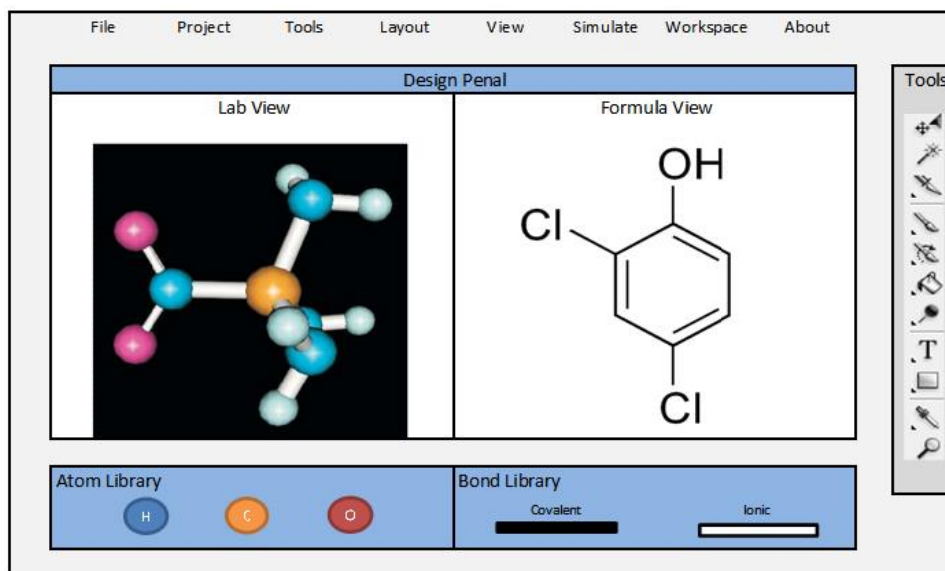 File Project Tools Layout View Simulate Workspace About
Design Penal
Tools
Lab View
Formula View
OH
Cl
Cl
Atom Library
H C O
Bond Library
Covalent Ionic
T